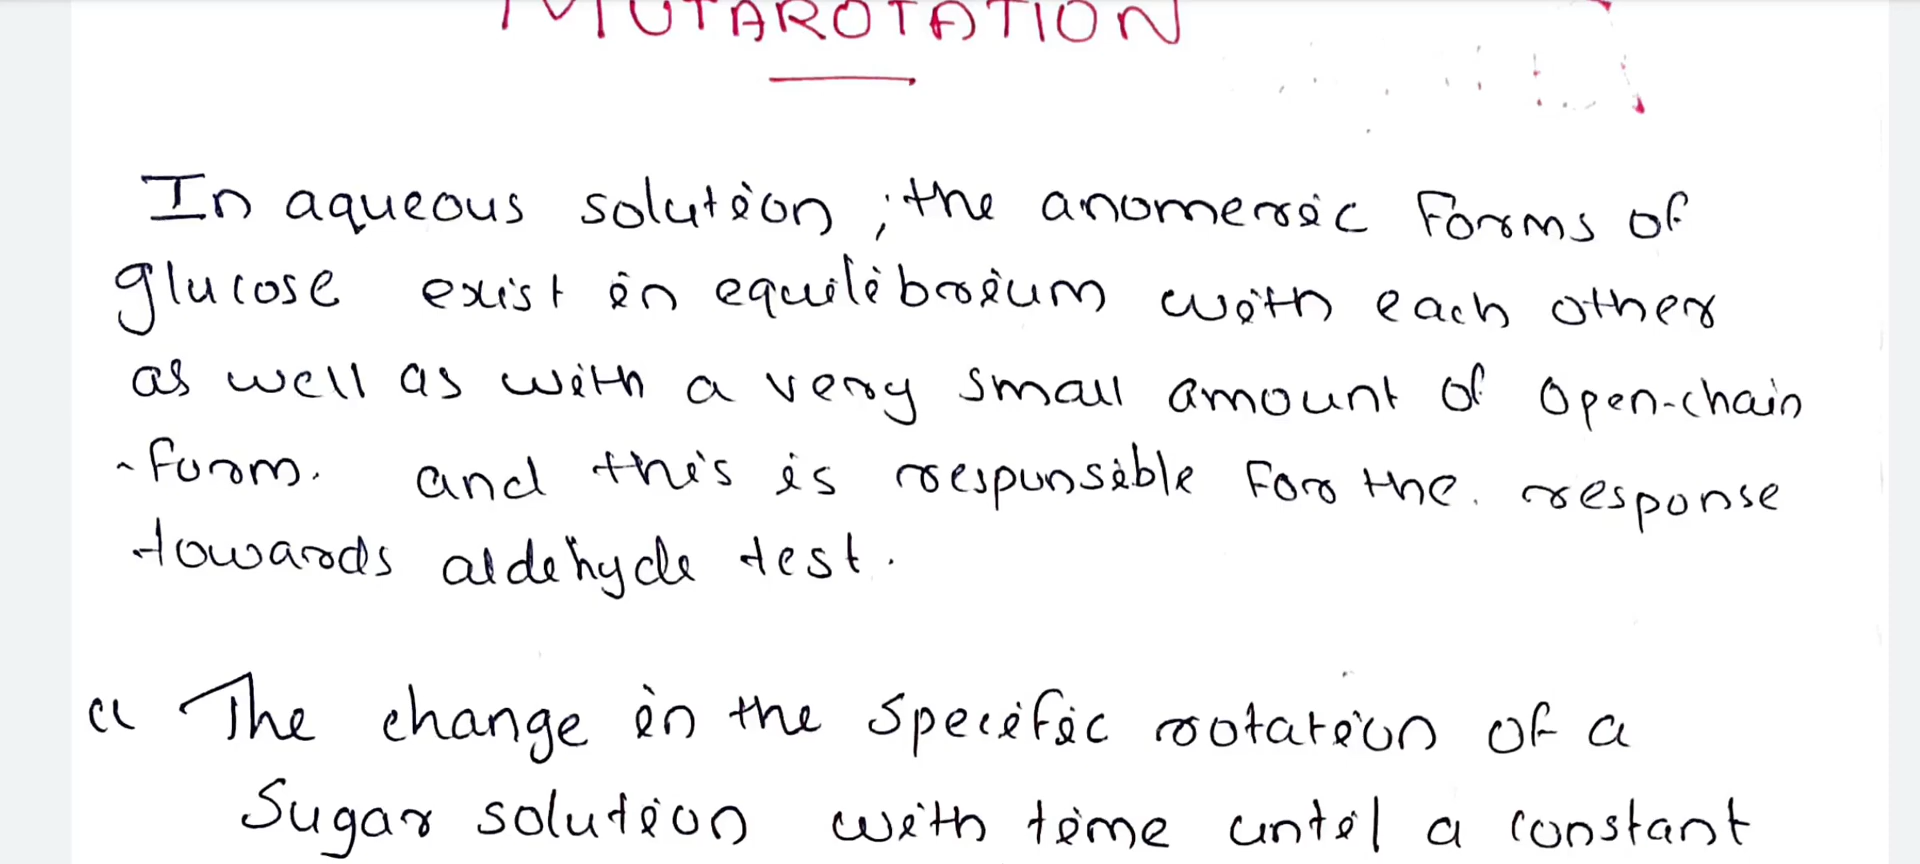 MUTAROTATION
In aqueous solution, the anomeric forms of
glucose exist in equilibrium with each other
as well as with a very small amount of open-chain
form. and this is responsible for the. response
towards aldehyde test.
" The change in the specific rotation of a
Sugar solution with time until a constant